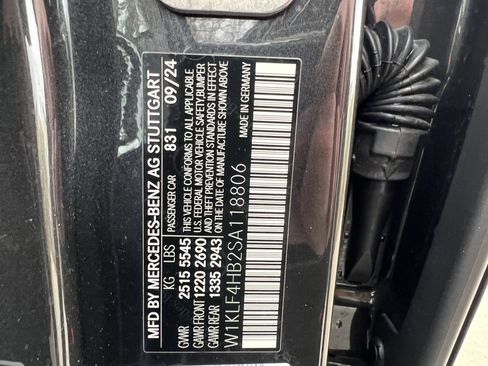 MFD BY MERCEDES-BENZ AG STUTTGART
PASSENGER CAR 831 09/24
KG LBS
GVWR 2515 5545
GAWR FRONT 1220 2690
GAWR REAR 1335 2943
THIS VEHICLE CONFORMS TO ALL APPLICABLE
U.S. FEDERAL MOTOR VEHICLE SAFETY, BUMPER
AND THEFT PREVENTION STANDARDS IN EFFECT
ON THE DATE OF MANUFACTURE SHOWN ABOVE
MADE IN GERMANY
W1KLF4HB2SA118806